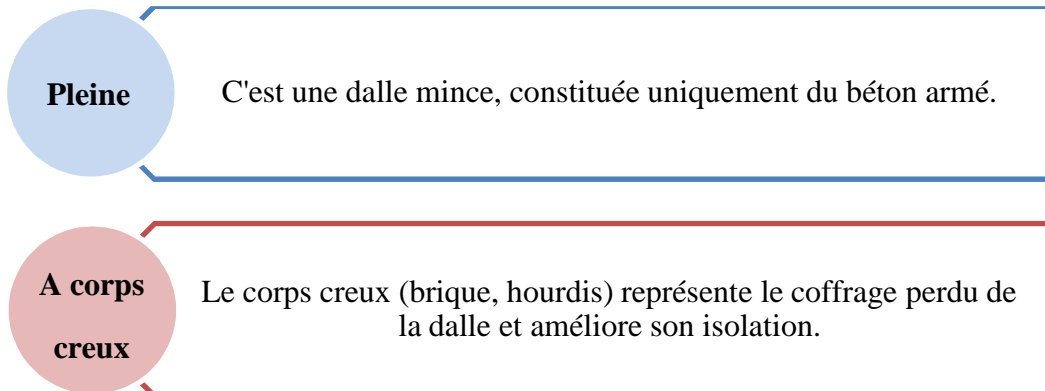 Pleine
C'est une dalle mince, constituée uniquement du béton armé.
A corps
creux
Le corps creux (brique, hourdis) représente le coffrage perdu de
la dalle et améliore son isolation.